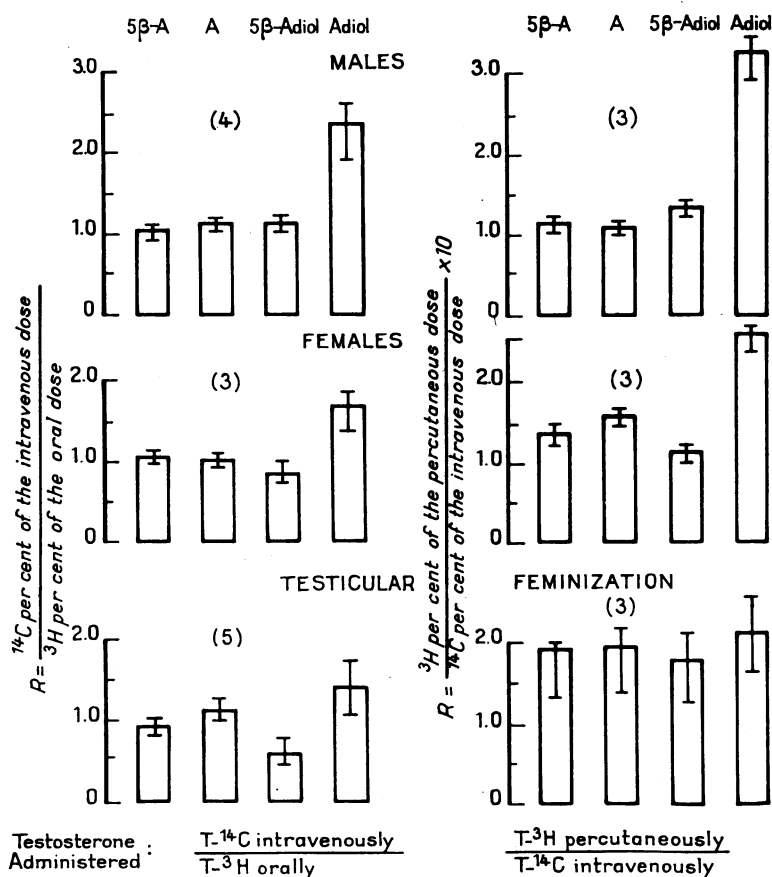 5β-A A 5β-Adiol Adiol
MALES
3.0
2.0
1.0
0
(4)
FEMALES
2.0
1.0
0
(3)
TESTICULAR
2.0
1.0
0
(5)
R = ¹⁴C per cent of the intravenous dose
³H per cent of the oral dose
5β-A A 5β-Adiol Adiol
3.0
2.0
1.0
0
(3)
2.0
1.0
0
(3)
FEMINIZATION
2.0
1.0
0
(3)
R = ³H per cent of the percutaneous dose x10
¹⁴C per cent of the intravenous dose
Testosterone
Administered :
T-¹⁴C intravenously
T-³H orally
T-³H percutaneously
T-¹⁴C intravenously